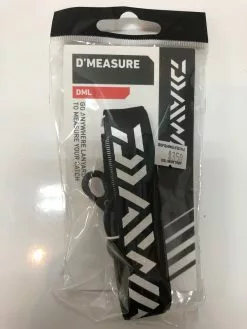 D'MEASURE
DML
GO ANYWHERE LANYARD
TO MEASURE YOUR CATCH
DAIWA
DAIWA